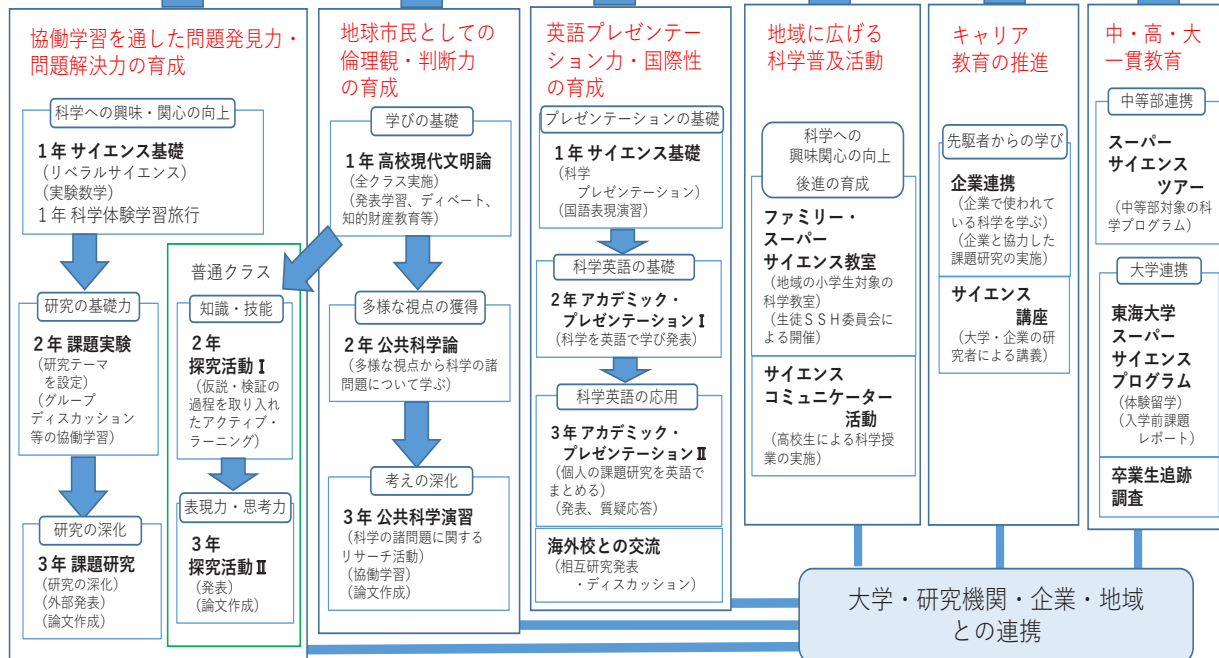 協働学習を通した問題発見力・
問題解決力の育成
科学への興味・関心の向上
1年 サイエンス基礎
(リベラルサイエンス)
(実験数学)
1年 科学体験学習旅行
研究の基礎力
2年 課題実験
(研究テーマ
を設定)
(グループ
ディスカッション
等の協働学習)
研究の深化
3年 課題研究
(研究の深化)
(外部発表)
(論文作成)
普通クラス
知識・技能
2年
探究活動Ⅰ
(仮説・検証の
過程を取り入れ
たアクティブ・
ラーニング)
表現力・思考力
3年
探究活動Ⅱ
(発表)
(論文作成)
地球市民としての
倫理観・判断力
の育成
学びの基礎
1年 高校現代文明論
(全クラス実施)
(発表学習、ディベート、
知的財産教育等)
多様な視点の獲得
2年 公共科学論
(多様な視点から科学の諸
問題について学ぶ)
考えの深化
3年 公共科学演習
(科学の諸問題に関する
リサーチ活動)
(協働学習)
(論文作成)
英語プレゼンテー
ション力・国際性
の育成
プレゼンテーションの基礎
1年 サイエンス基礎
(科学
プレゼンテーション)
(国語表現演習)
科学英語の基礎
2年 アカデミック・
プレゼンテーションⅠ
(科学を英語で学び発表)
科学英語の応用
3年 アカデミック・
プレゼンテーションⅡ
(個人の課題研究を英語で
まとめる)
(発表、質疑応答)
海外校との交流
(相互研究発表
・ディスカッション)
地域に広げる
科学普及活動
科学への
興味関心の向上
後進の育成
ファミリー・
スーパー
サイエンス教室
(地域の小学生対象の
科学教室)
(生徒SSH委員会に
よる開催)
サイエンス
コミュニケーター
活動
(高校生による科学授
業の実施)
キャリア
教育の推進
先駆者からの学び
企業連携
(企業で使われて
いる科学を学ぶ)
(企業と協力した
課題研究の実施)
サイエンス
講座
(大学・企業の研
究者による講義)
中・高・大
一貫教育
中等部連携
スーパー
サイエンス
ツアー
(中等部対象の科
学プログラム)
大学連携
東海大学
スーパー
サイエンス
プログラム
(体験留学)
(入学前課題
レポート)
卒業生追跡
調査
大学・研究機関・企業・地域
との連携